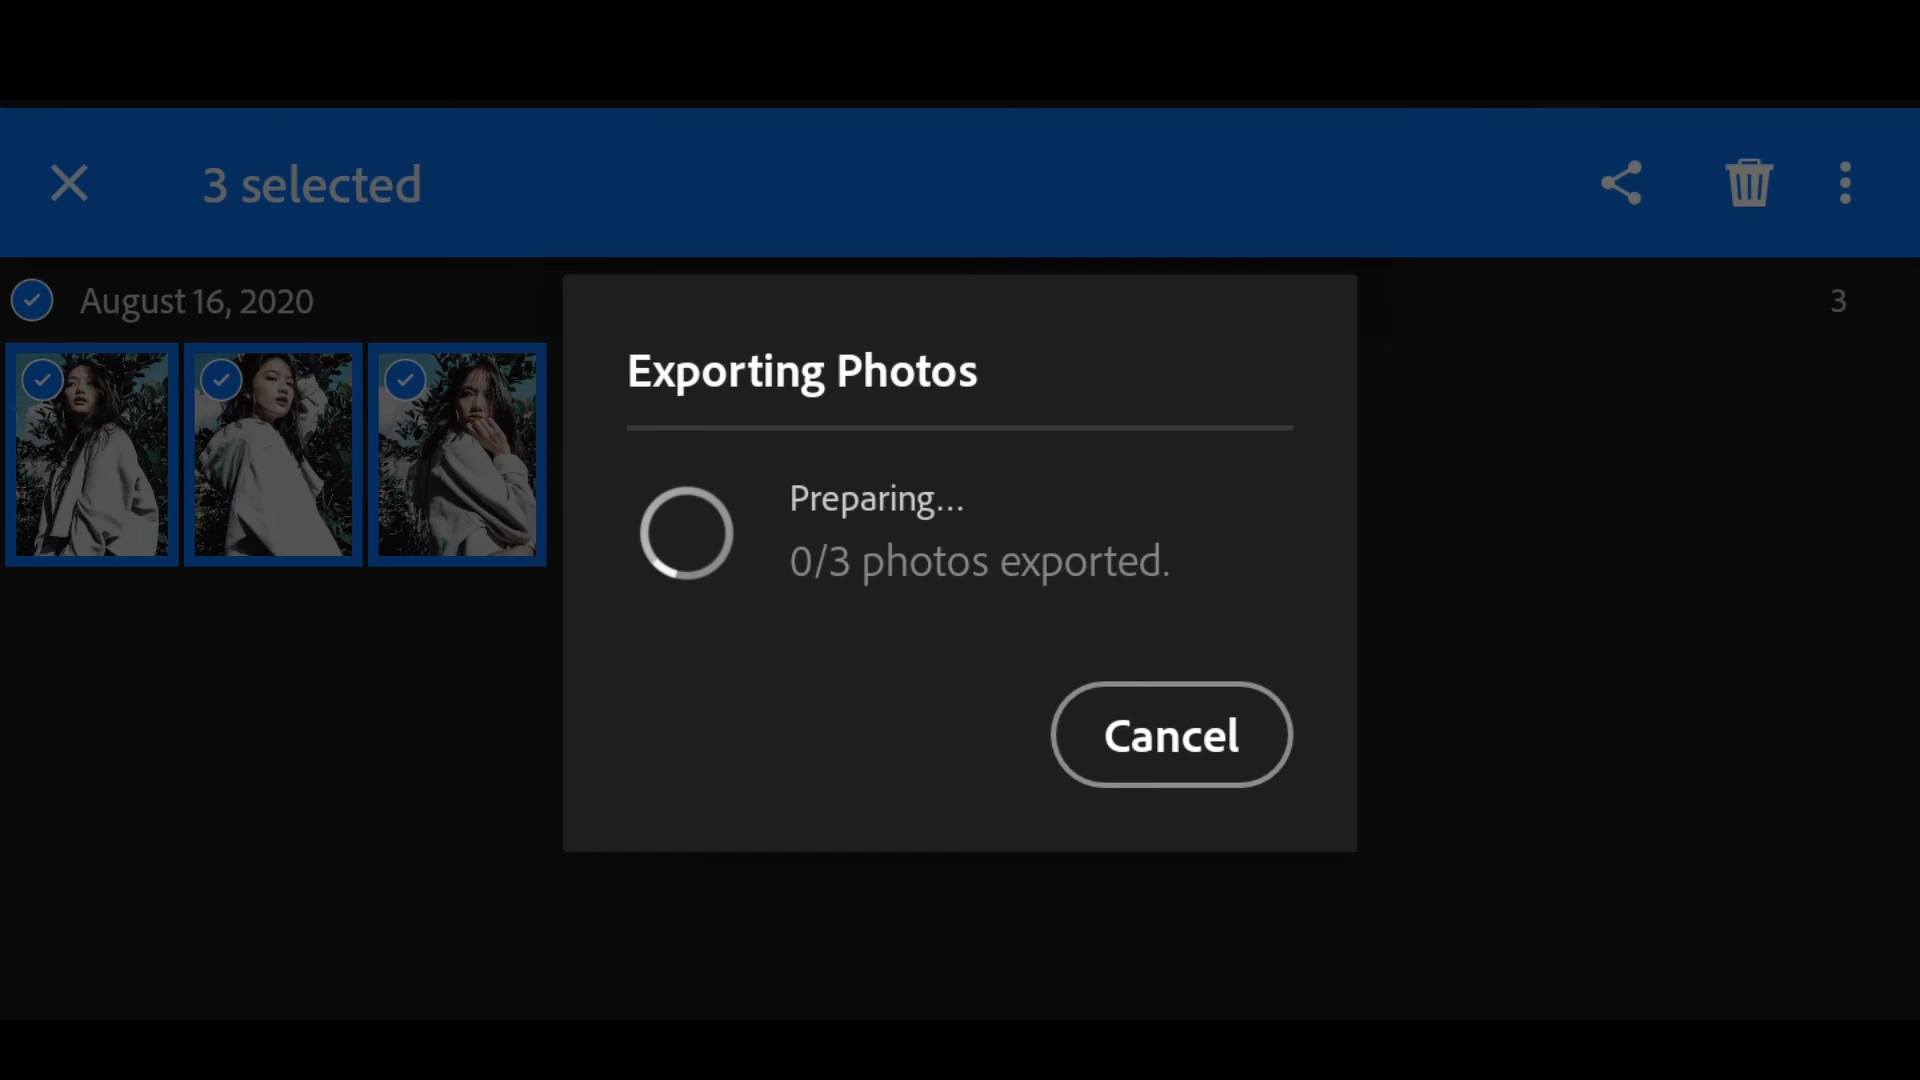 3 selected
August 16, 2020
3
Exporting Photos
Preparing...
0/3 photos exported.
Cancel